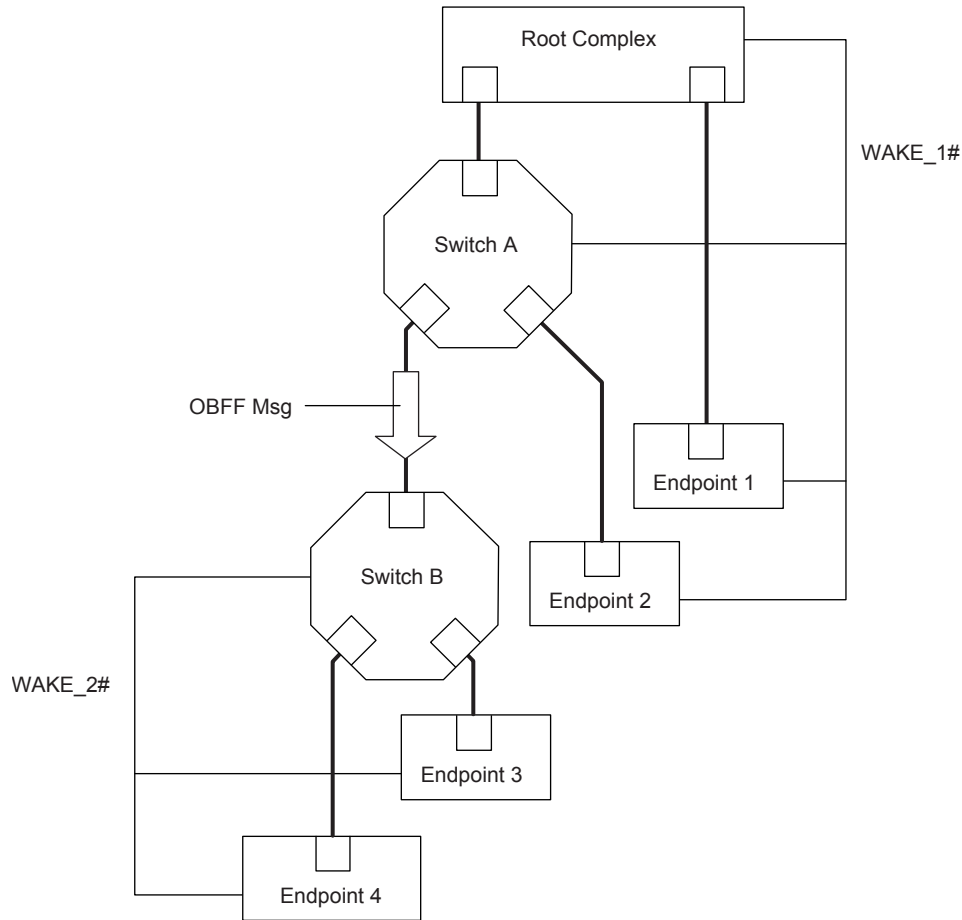 Root Complex
WAKE_1#
Switch A
OBFF Msg
Endpoint 1
Switch B
Endpoint 2
WAKE_2#
Endpoint 3
Endpoint 4